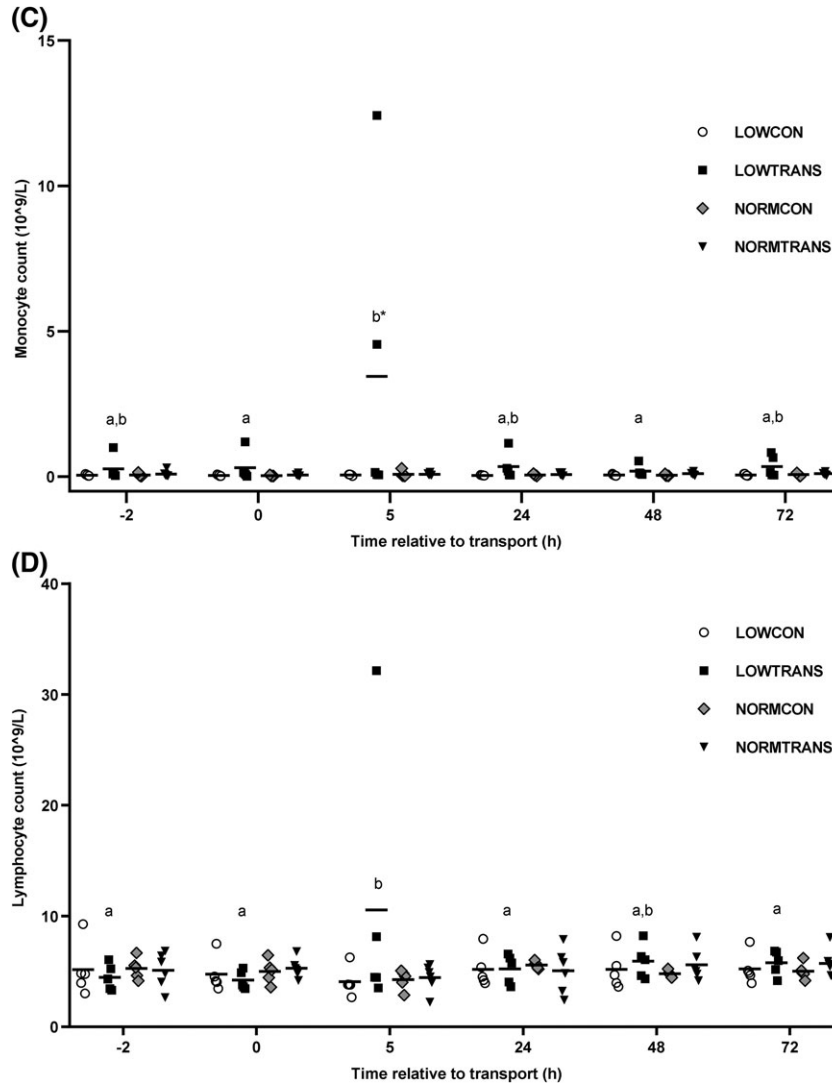 (C)
15
10
5
0
Monocyte count (10^9/L)
LOWCON
LOWTRANS
NORMCON
NORMTRANS
b*
a,b
a
a,b
a
a,b
-2
0
5
24
48
72
Time relative to transport (h)
(D)
40
30
20
10
0
Lymphocyte count (10^9/L)
LOWCON
LOWTRANS
NORMCON
NORMTRANS
a
a
b
a
a,b
a
-2
0
5
24
48
72
Time relative to transport (h)